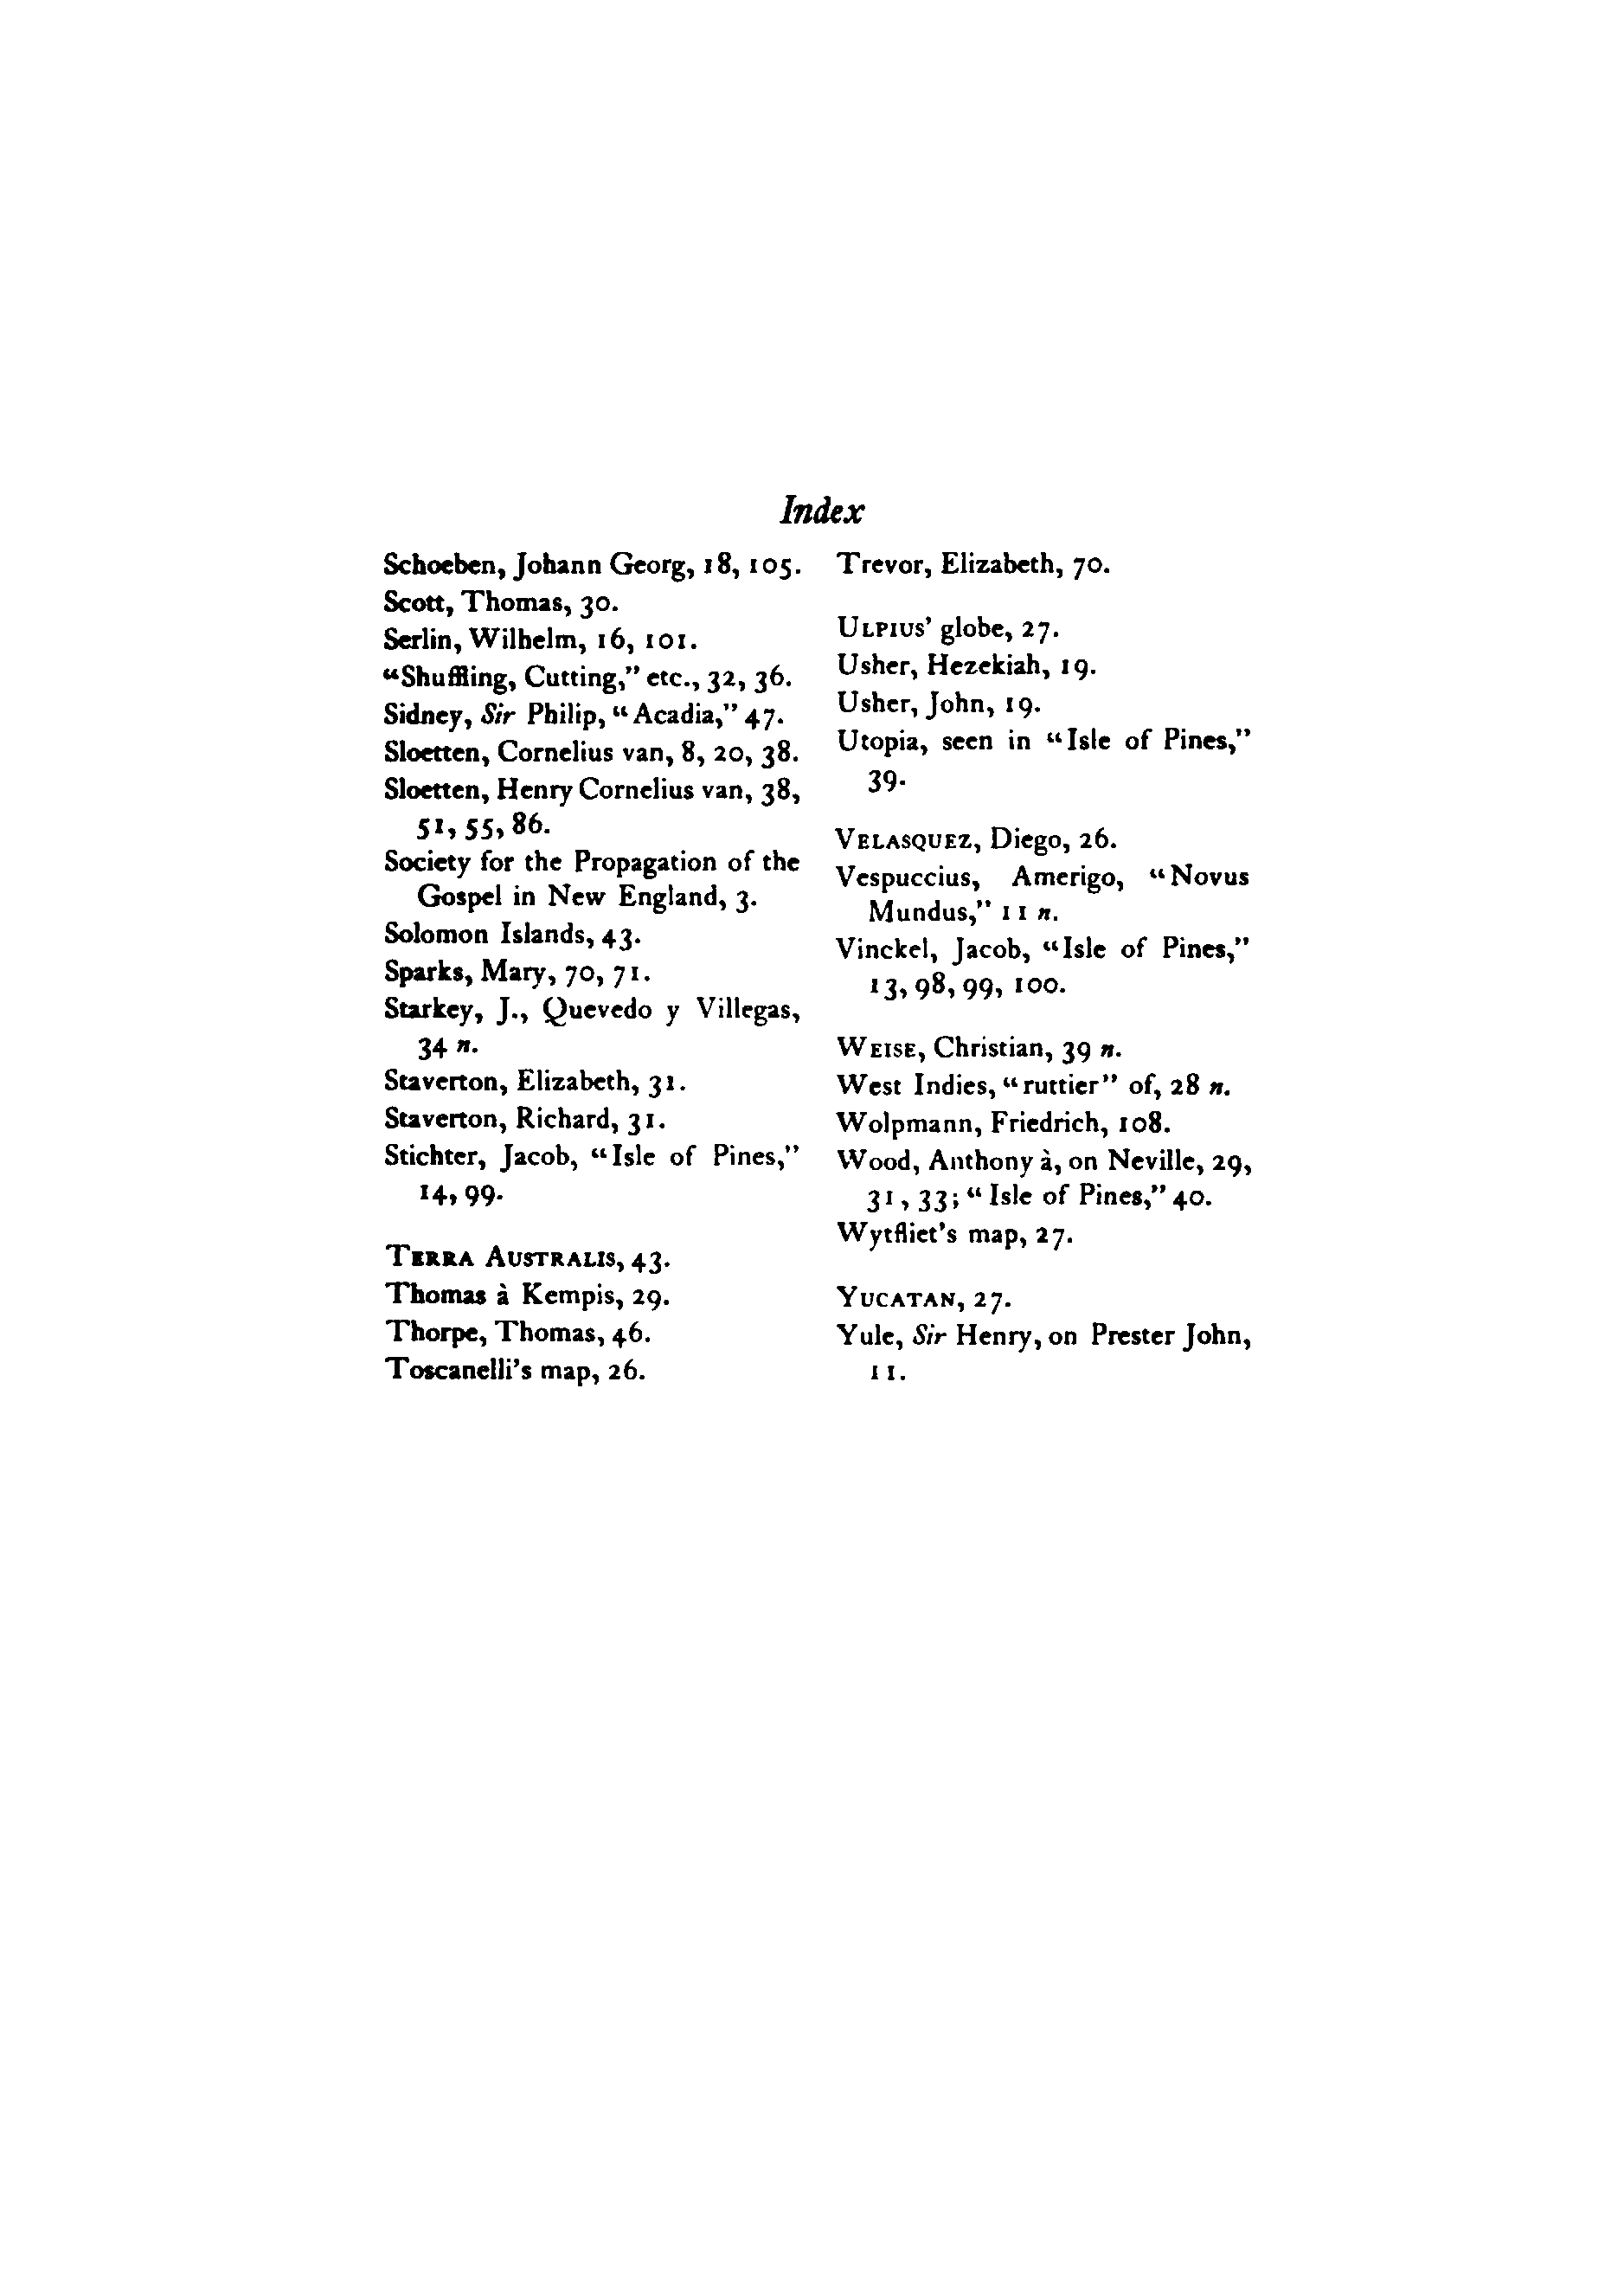 Index
Schoeben, Johann Georg, 18, 105.
Scott, Thomas, 30.
Serlin, Wilhelm, 16, 101.
“Shuffling, Cutting,” etc., 32, 36.
Sidney, Sir Philip, “Acadia,” 47.
Sloetten, Cornelius van, 8, 20, 38.
Sloetten, Henry Cornelius van, 38,
51, 55, 86.
Society for the Propagation of the
Gospel in New England, 3.
Solomon Islands, 43.
Sparks, Mary, 70, 71.
Starkey, J., Quevedo y Villegas,
34 n.
Staverton, Elizabeth, 31.
Staverton, Richard, 31.
Stichter, Jacob, “Isle of Pines,”
14, 99.
TERRA AUSTRALIS, 43.
Thomas à Kempis, 29.
Thorpe, Thomas, 46.
Toscanelli’s map, 26.
Trevor, Elizabeth, 70.
ULPIUS’ globe, 27.
Usher, Hezekiah, 19.
Usher, John, 19.
Utopia, seen in “Isle of Pines,”
39.
VELASQUEZ, Diego, 26.
Vespuccius, Amerigo, “Novus
Mundus,” 11 n.
Vinckel, Jacob, “Isle of Pines,”
13, 98, 99, 100.
WEISE, Christian, 39 n.
West Indies, “ruttier” of, 28 n.
Wolpmann, Friedrich, 108.
Wood, Anthony à, on Neville, 29,
31, 33; “Isle of Pines,” 40.
Wytfliet’s map, 27.
YUCATAN, 27.
Yule, Sir Henry, on Prester John,
11.